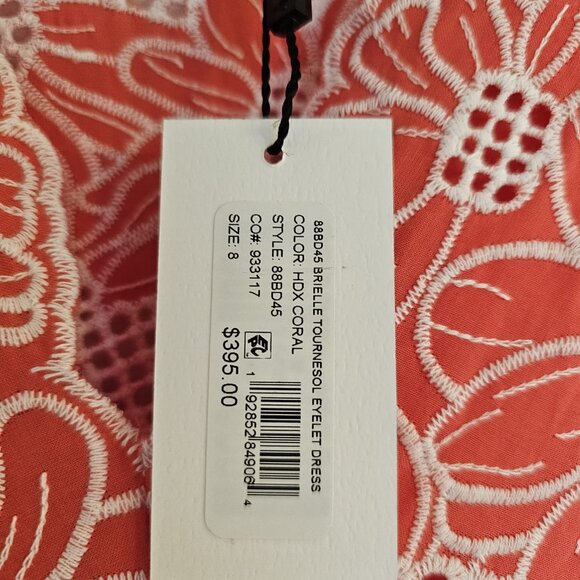 88BD45 BRIELLE TOURNESOL EYELET DRESS
COLOR: HDX CORAL
STYLE: 88BD45
CO#: 933117
SIZE: 8
1 92852 84906 4
$395.00